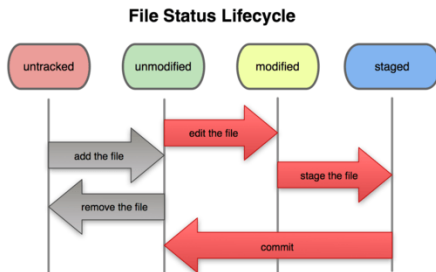 File Status Lifecycle
untracked
unmodified
modified
staged
edit the file
add the file
stage the file
remove the file
commit